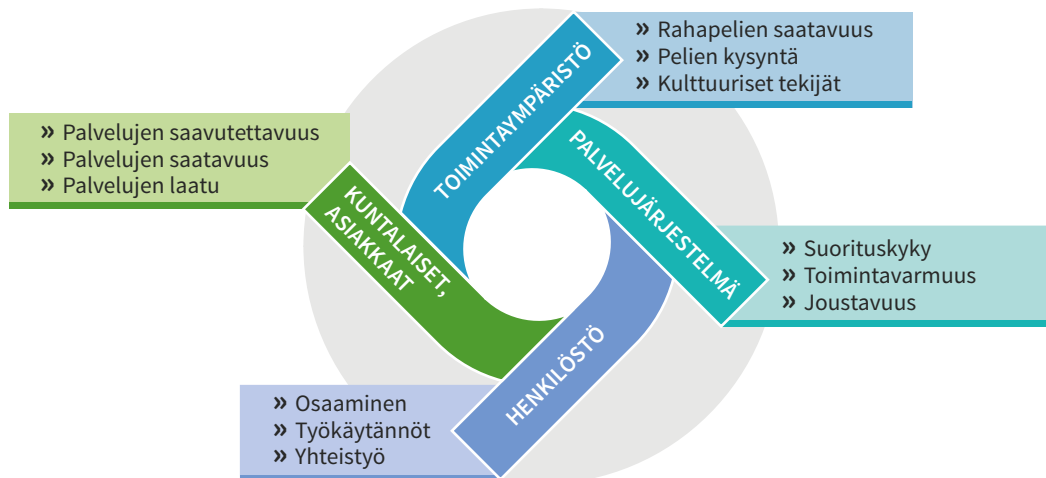 TOIMINTAYMPÄRISTÖ
» Rahapelien saatavuus
» Pelien kysyntä
» Kulttuuriset tekijät
PALVELUJÄRJESTELMÄ
» Suorituskyky
» Toimintavarmuus
» Joustavuus
HENKILÖSTÖ
» Osaaminen
» Työkäytännöt
» Yhteistyö
KUNTALAISET,
ASIAKKAAT
» Palvelujen saavutettavuus
» Palvelujen saatavuus
» Palvelujen laatu